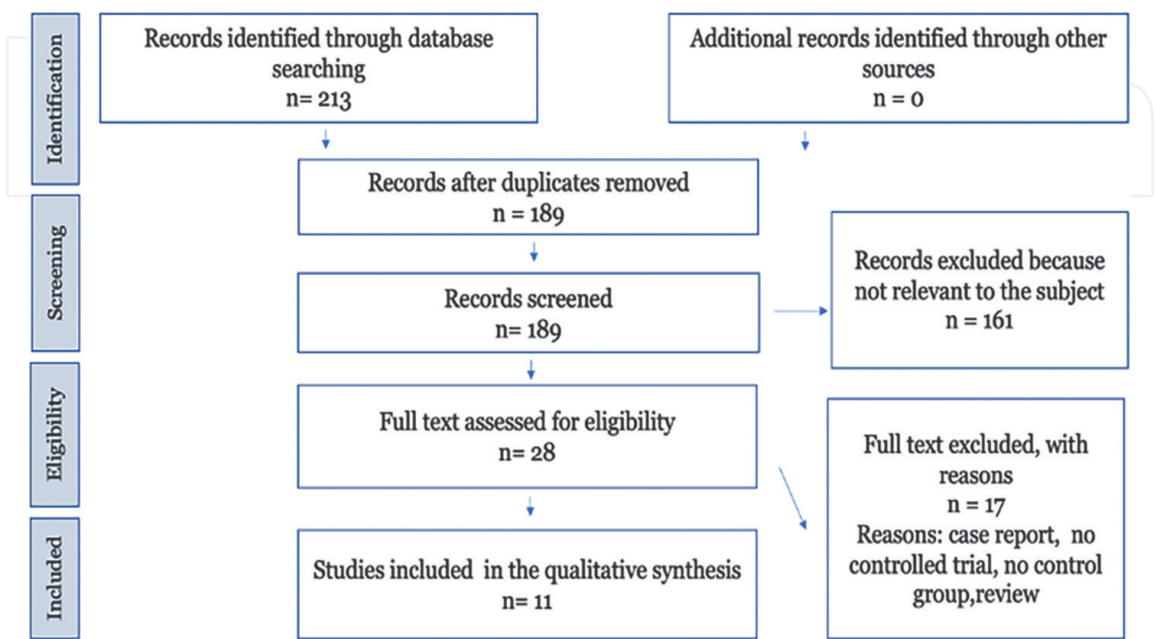 Identification
Records identified through database
searching
n= 213
Additional records identified through other
sources
n = 0
Records after duplicates removed
n = 189
Screening
Records screened
n= 189
Records excluded because
not relevant to the subject
n = 161
Eligibility
Full text assessed for eligibility
n= 28
Full text excluded, with
reasons
n = 17
Reasons: case report,  no
controlled trial, no control
group,review
Included
Studies included  in the qualitative synthesis
n= 11